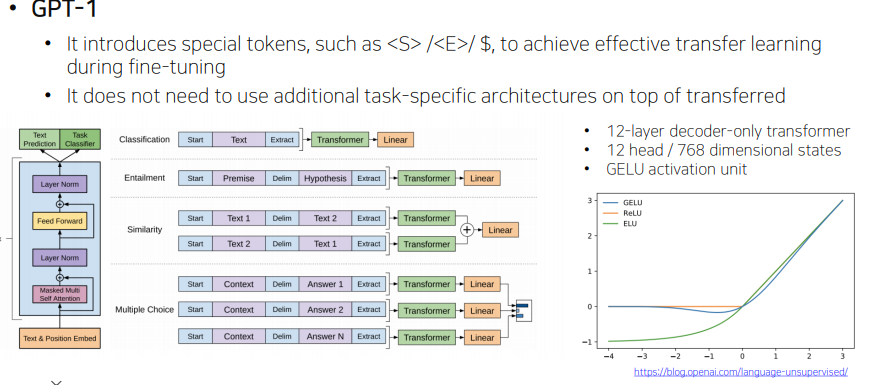 • GPT-1
• It introduces special tokens, such as <S> /<E>/ $, to achieve effective transfer learning
during fine-tuning
• It does not need to use additional task-specific architectures on top of transferred
Text Prediction
Task Classifier
Layer Norm
Feed Forward
Layer Norm
Masked Multi Self Attention
Text & Position Embed
Classification
Start Text Extract Transformer Linear
Entailment
Start Premise Delim Hypothesis Extract Transformer Linear
Similarity
Start Text 1 Delim Text 2 Extract Transformer
Linear
Start Text 2 Delim Text 1 Extract Transformer
Multiple Choice
Start Context Delim Answer 1 Extract Transformer Linear
Start Context Delim Answer 2 Extract Transformer Linear
Start Context Delim Answer N Extract Transformer Linear
• 12-layer decoder-only transformer
• 12 head / 768 dimensional states
• GELU activation unit
GELU
ReLU
ELU
3
2
1
0
−1
−4 −3 −2 −1 0 1 2 3
https://blog.openai.com/language-unsupervised/